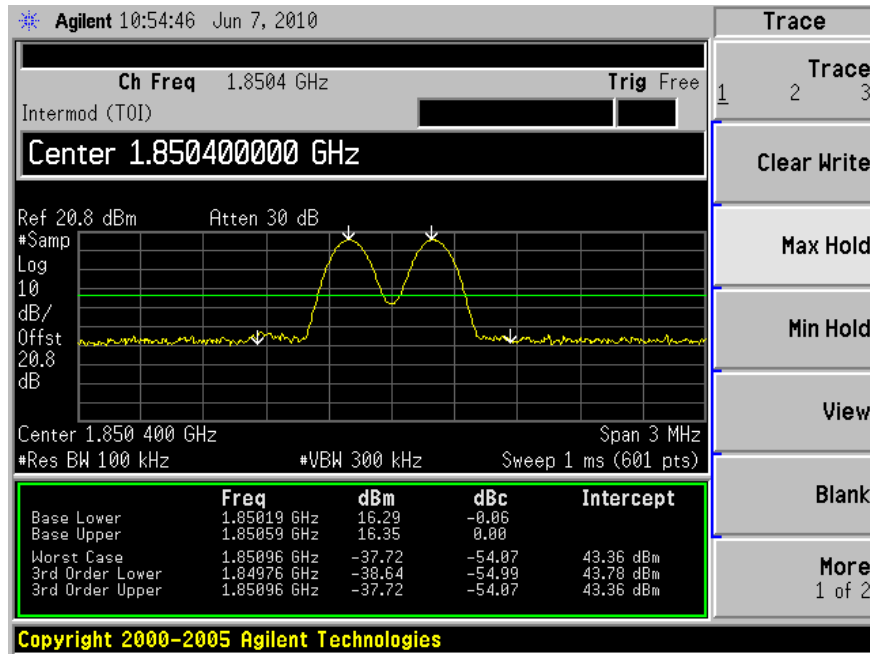 Agilent 10:54:46 Jun 7, 2010
Trace
Ch Freq 1.8504 GHz Trig Free
Intermod (TOI)
Center 1.850400000 GHz
Ref 20.8 dBm Atten 30 dB
#Samp
Log
10
dB/
Offst
20.8
dB
Center 1.850 400 GHz Span 3 MHz
#Res BW 100 kHz #VBW 300 kHz Sweep 1 ms (601 pts)
Freq dBm dBc Intercept
Base Lower 1.85019 GHz 16.29 -0.06
Base Upper 1.85059 GHz 16.35 0.00
Worst Case 1.85096 GHz -37.72 -54.07 43.36 dBm
3rd Order Lower 1.84976 GHz -38.64 -54.99 43.78 dBm
3rd Order Upper 1.85096 GHz -37.72 -54.07 43.36 dBm
Copyright 2000-2005 Agilent Technologies
Trace
1 2 3
Clear Write
Max Hold
Min Hold
View
Blank
More
1 of 2